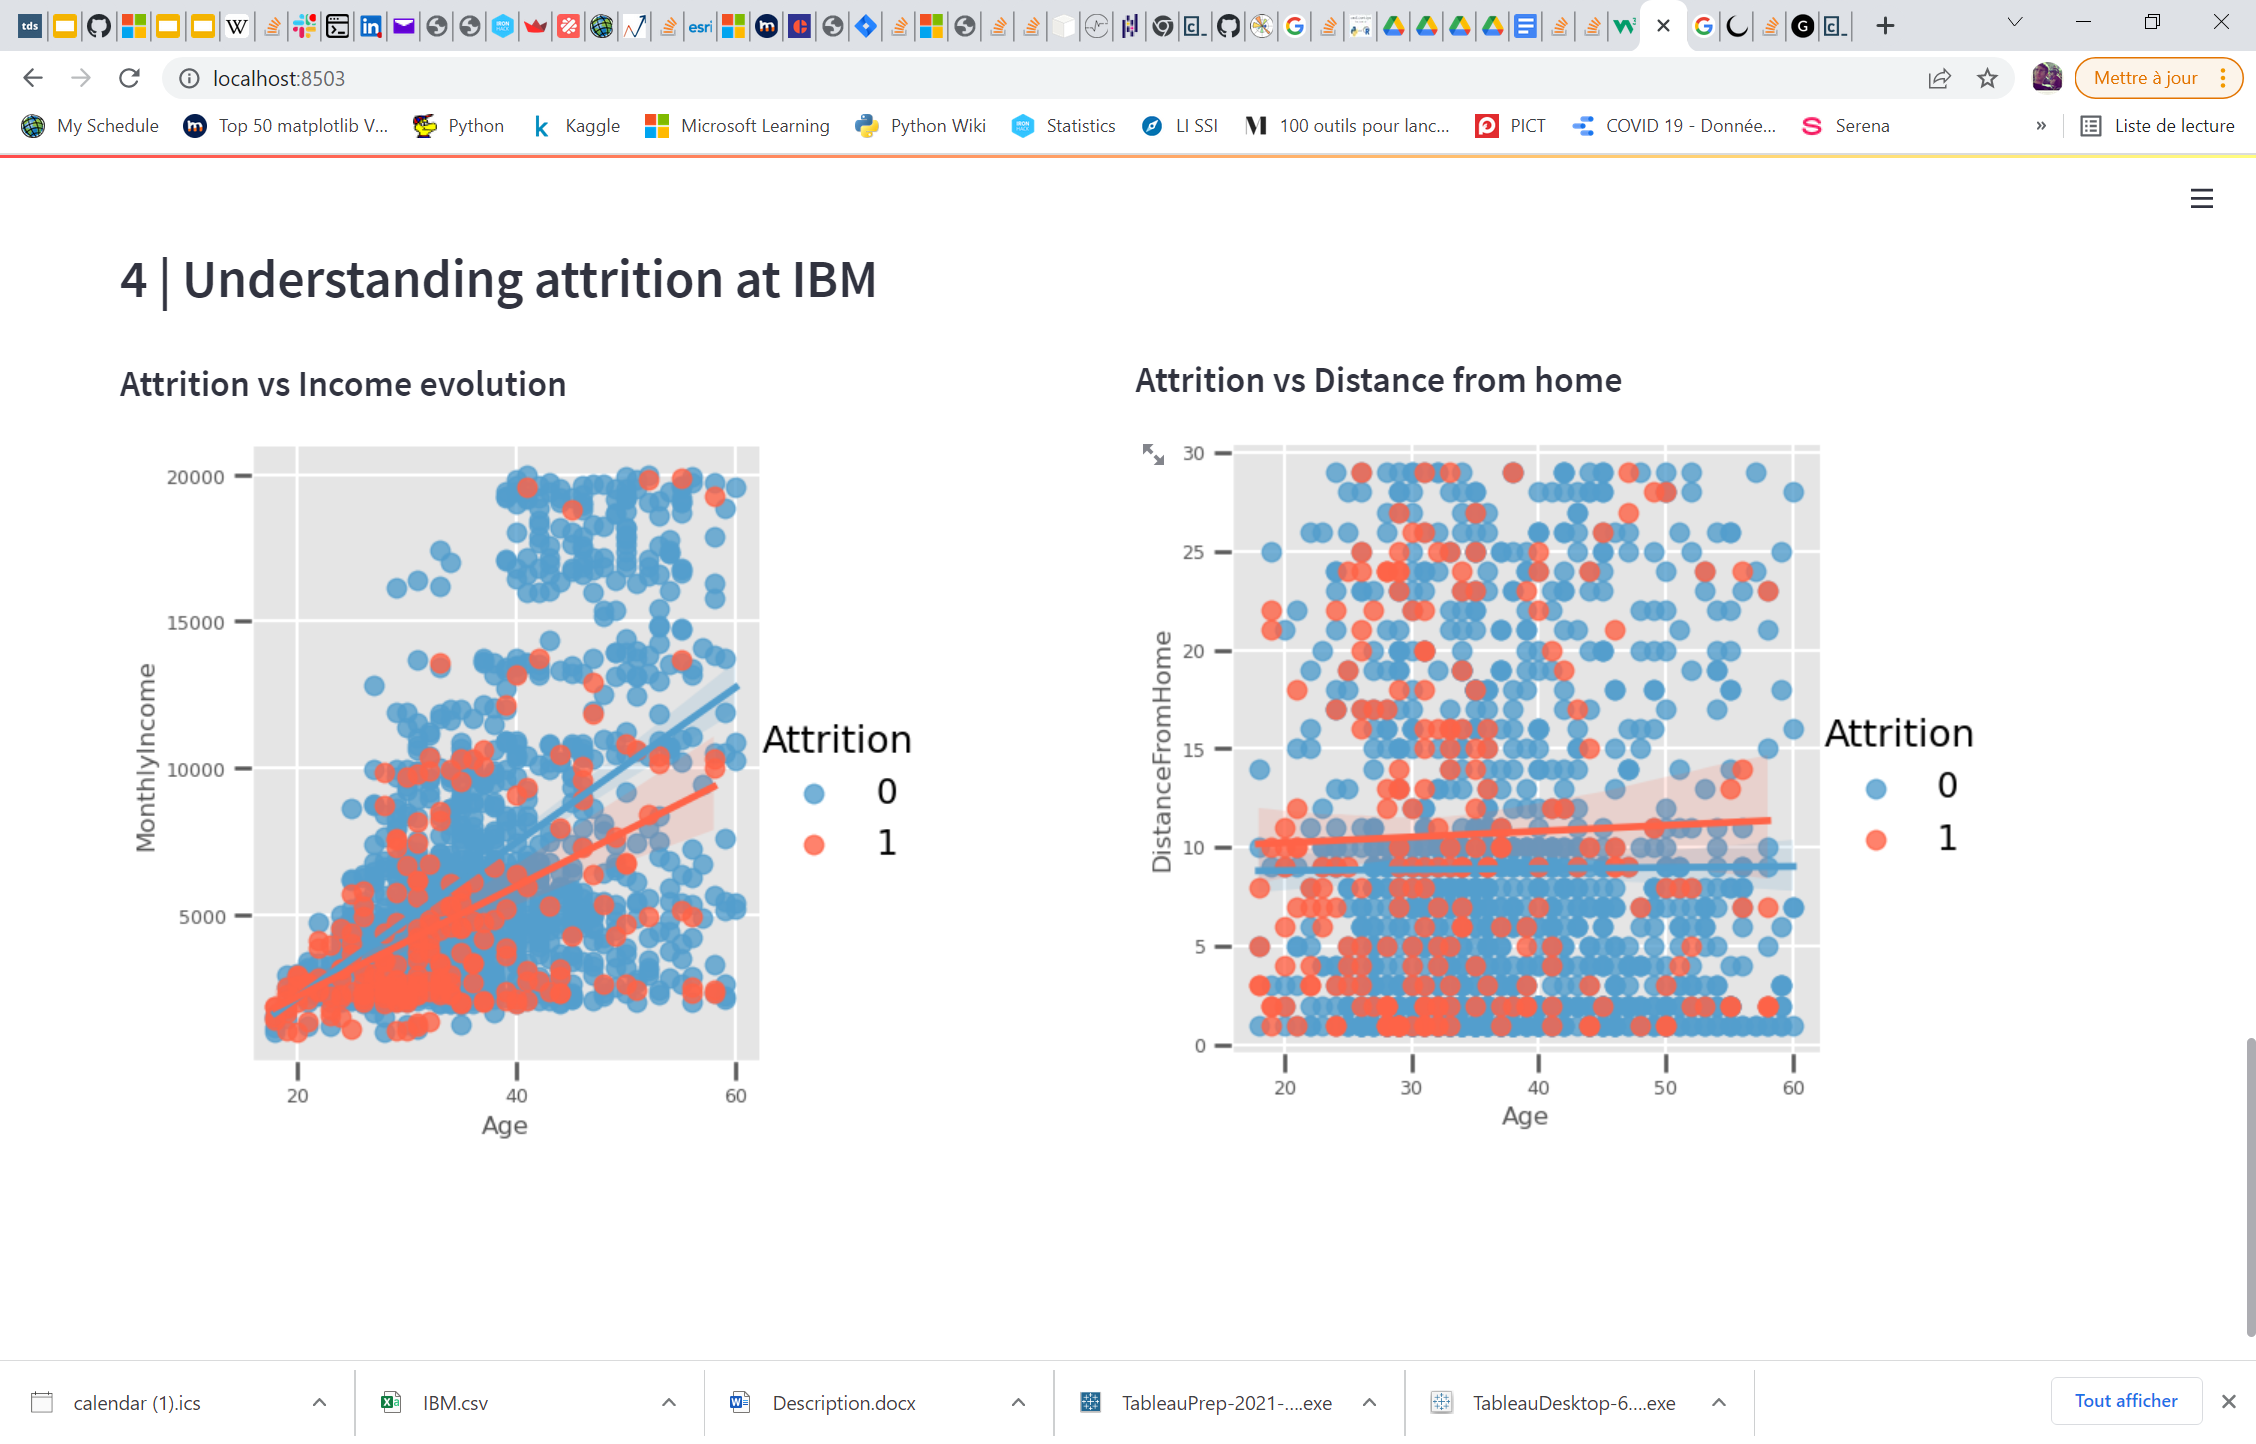 tds
W
in
esri
localhost:8503
Mettre à jour
My Schedule
Top 50 matplotlib V...
Python
Kaggle
Microsoft Learning
Python Wiki
Statistics
LI SSI
100 outils pour lanc...
PICT
COVID 19 - Donnée...
Serena
»
Liste de lecture
4 | Understanding attrition at IBM
Attrition vs Income evolution
20000
15000
10000
5000
MonthlyIncome
20
40
60
Age
Attrition
0
1
Attrition vs Distance from home
30
25
20
15
10
5
0
DistanceFromHome
20
30
40
50
60
Age
Attrition
0
1
calendar (1).ics
IBM.csv
Description.docx
TableauPrep-2021-....exe
TableauDesktop-6....exe
Tout afficher